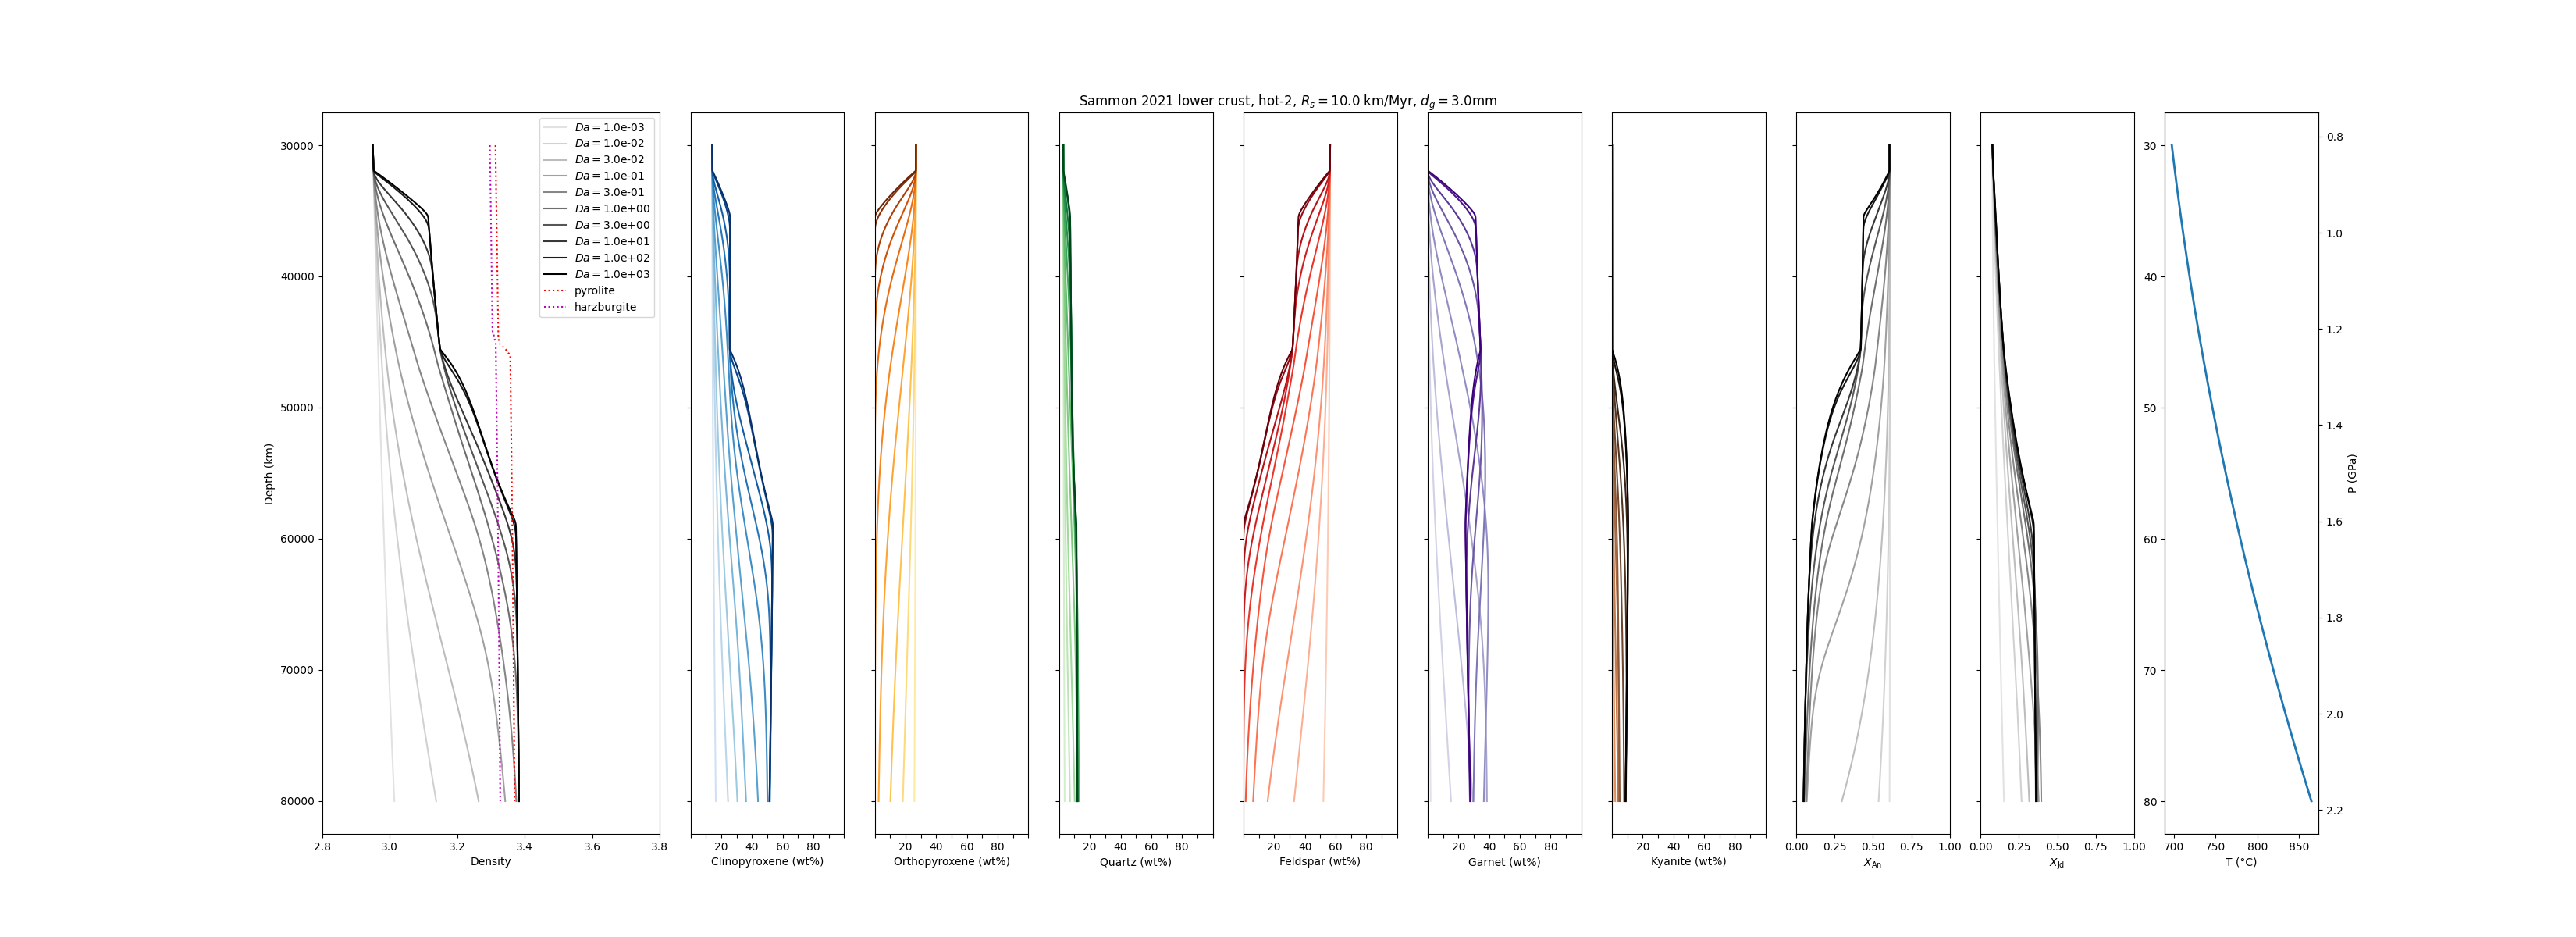 Sammon 2021 lower crust, hot-2, Rs = 10.0 km/Myr, dg = 3.0mm
Da = 1.0e-03
Da = 1.0e-02
Da = 3.0e-02
Da = 1.0e-01
Da = 3.0e-01
Da = 1.0e+00
Da = 3.0e+00
Da = 1.0e+01
Da = 1.0e+02
Da = 1.0e+03
pyrolite
harzburgite
Depth (km)
30000
40000
50000
60000
70000
80000
2.8 3.0 3.2 3.4 3.6 3.8
Density
20 40 60 80
Clinopyroxene (wt%)
20 40 60 80
Orthopyroxene (wt%)
20 40 60 80
Quartz (wt%)
20 40 60 80
Feldspar (wt%)
20 40 60 80
Garnet (wt%)
20 40 60 80
Kyanite (wt%)
0.00 0.25 0.50 0.75 1.00
XAn
0.00 0.25 0.50 0.75 1.00
XJd
30
40
50
60
70
80
700 750 800 850
T (°C)
0.8
1.0
1.2
1.4
1.6
1.8
2.0
2.2
P (GPa)